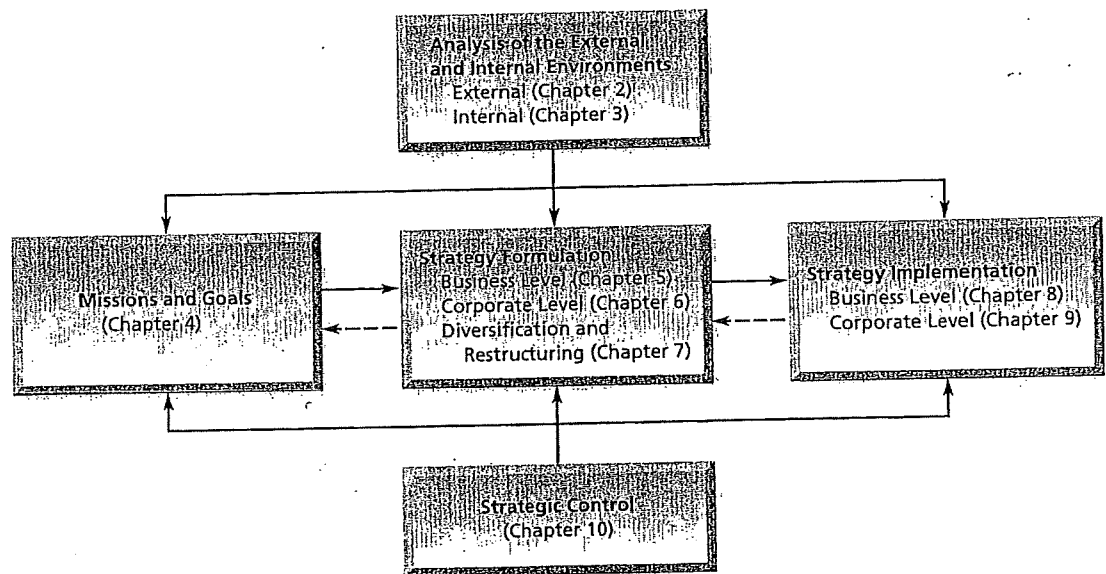 Analysis of the External
and Internal Environments
External (Chapter 2)
Internal (Chapter 3)
Missions and Goals
(Chapter 4)
Strategy Formulation
Business Level (Chapter 5)
Corporate Level (Chapter 6)
Diversification and
Restructuring (Chapter 7)
Strategy Implementation
Business Level (Chapter 8)
Corporate Level (Chapter 9)
Strategic Control
(Chapter 10)